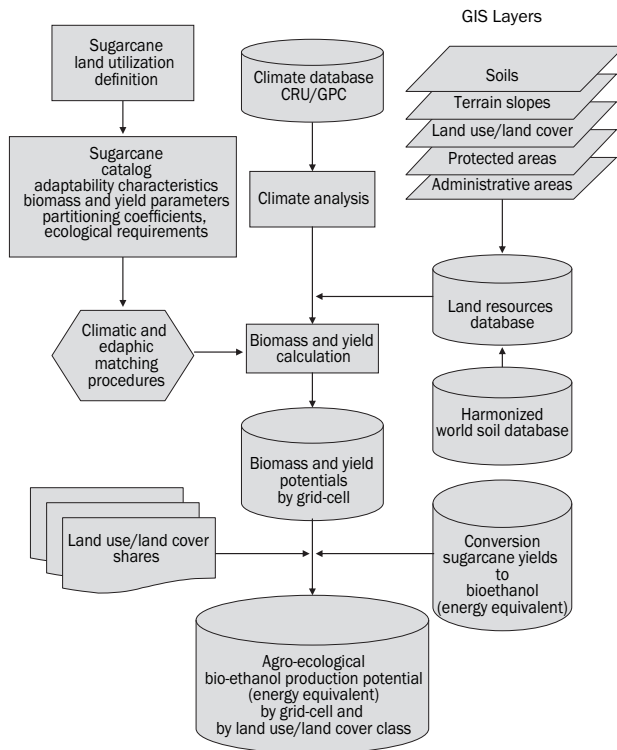 GIS Layers
Sugarcane
land utilization
definition
Climate database
CRU/GPC
Soils
Terrain slopes
Land use/land cover
Protected areas
Administrative areas
Sugarcane
catalog
adaptability characteristics
biomass and yield parameters
partitioning coefficients,
ecological requirements
Climate analysis
Land resources
database
Climatic and
edaphic
matching
procedures
Biomass and yield
calculation
Harmonized
world soil database
Biomass and yield
potentials
by grid-cell
Land use/land cover
shares
Conversion
sugarcane yields
to
bioethanol
(energy equivalent)
Agro-ecological
bio-ethanol production potential
(energy equivalent)
by grid-cell and
by land use/land cover class